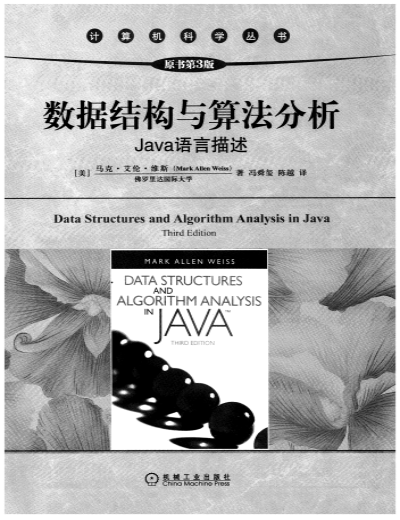 计算机科学丛书
原书第3版
数据结构与算法分析
Java语言描述
[美] 马克·艾伦·维斯 (Mark Allen Weiss) 著 冯舜玺 陈越 译
佛罗里达国际大学
Data Structures and Algorithm Analysis in Java
Third Edition
MARK ALLEN WEISS
DATA STRUCTURES
AND
ALGORITHM ANALYSIS
IN JAVA™
THIRD EDITION
机械工业出版社
China Machine Press